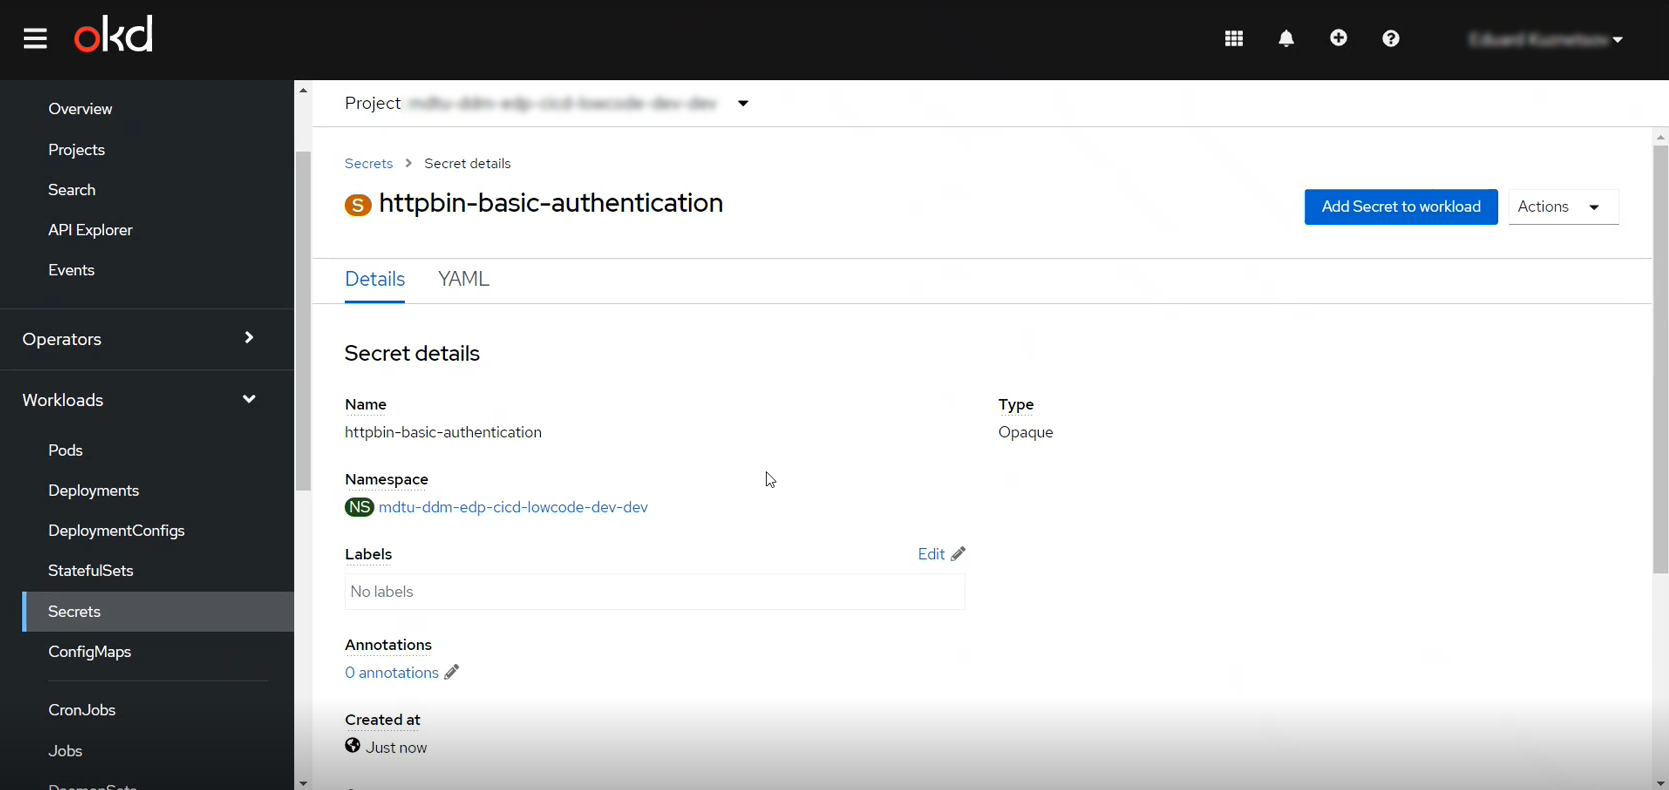 okd
Overview
Projects
Search
API Explorer
Events
Operators
Workloads
Pods
Deployments
DeploymentConfigs
StatefulSets
Secrets
ConfigMaps
CronJobs
Jobs
Project
Secrets > Secret details
S httpbin-basic-authentication
Add Secret to workload
Actions
Details YAML
Secret details
Name
httpbin-basic-authentication
Type
Opaque
Namespace
NS mdtu-ddm-edp-cicd-lowcode-dev-dev
Labels
Edit
No labels
Annotations
0 annotations
Created at
Just now